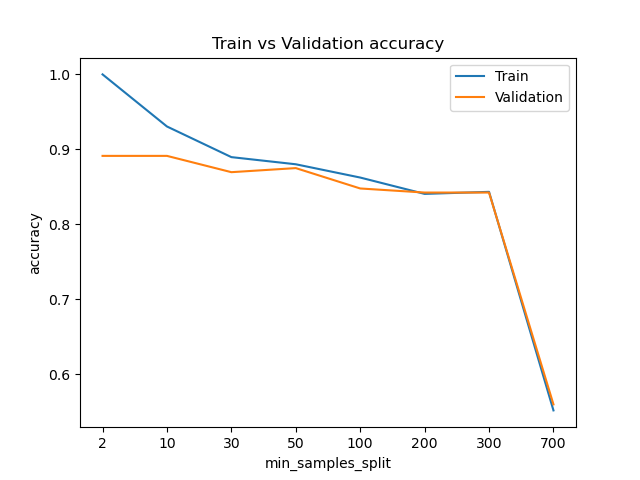 Train vs Validation accuracy
Train
Validation
accuracy
1.0
0.9
0.8
0.7
0.6
2 10 30 50 100 200 300 700
min_samples_split